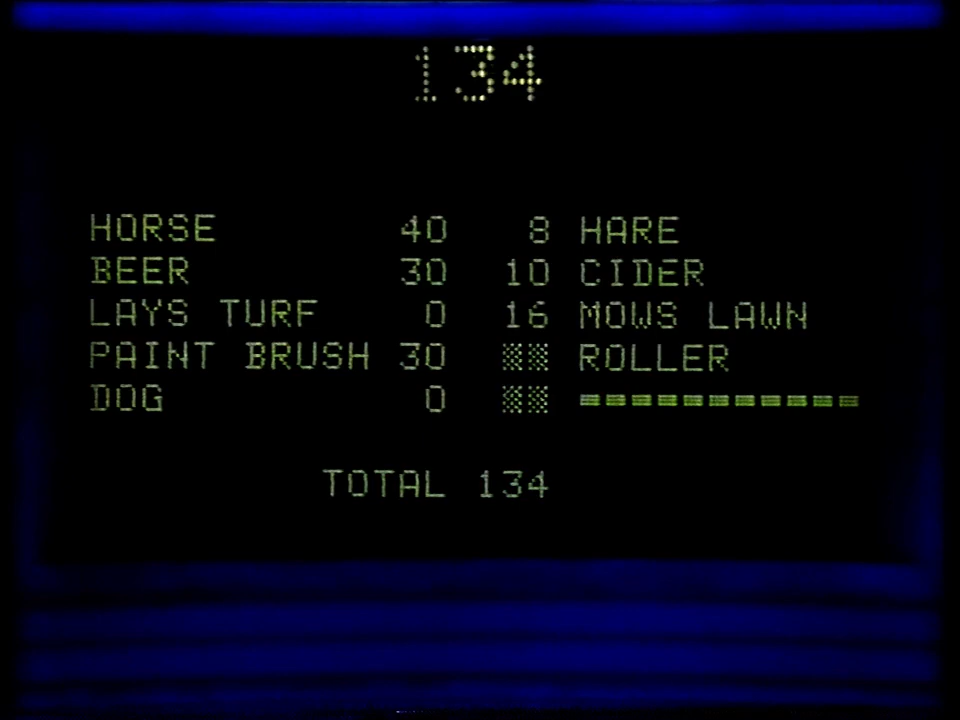 134
HORSE 40 8 HARE
BEER 30 10 CIDER
LAYS TURF 0 16 MOWS LAWN
PAINT BRUSH 30 ROLLER
DOG 0
TOTAL 134